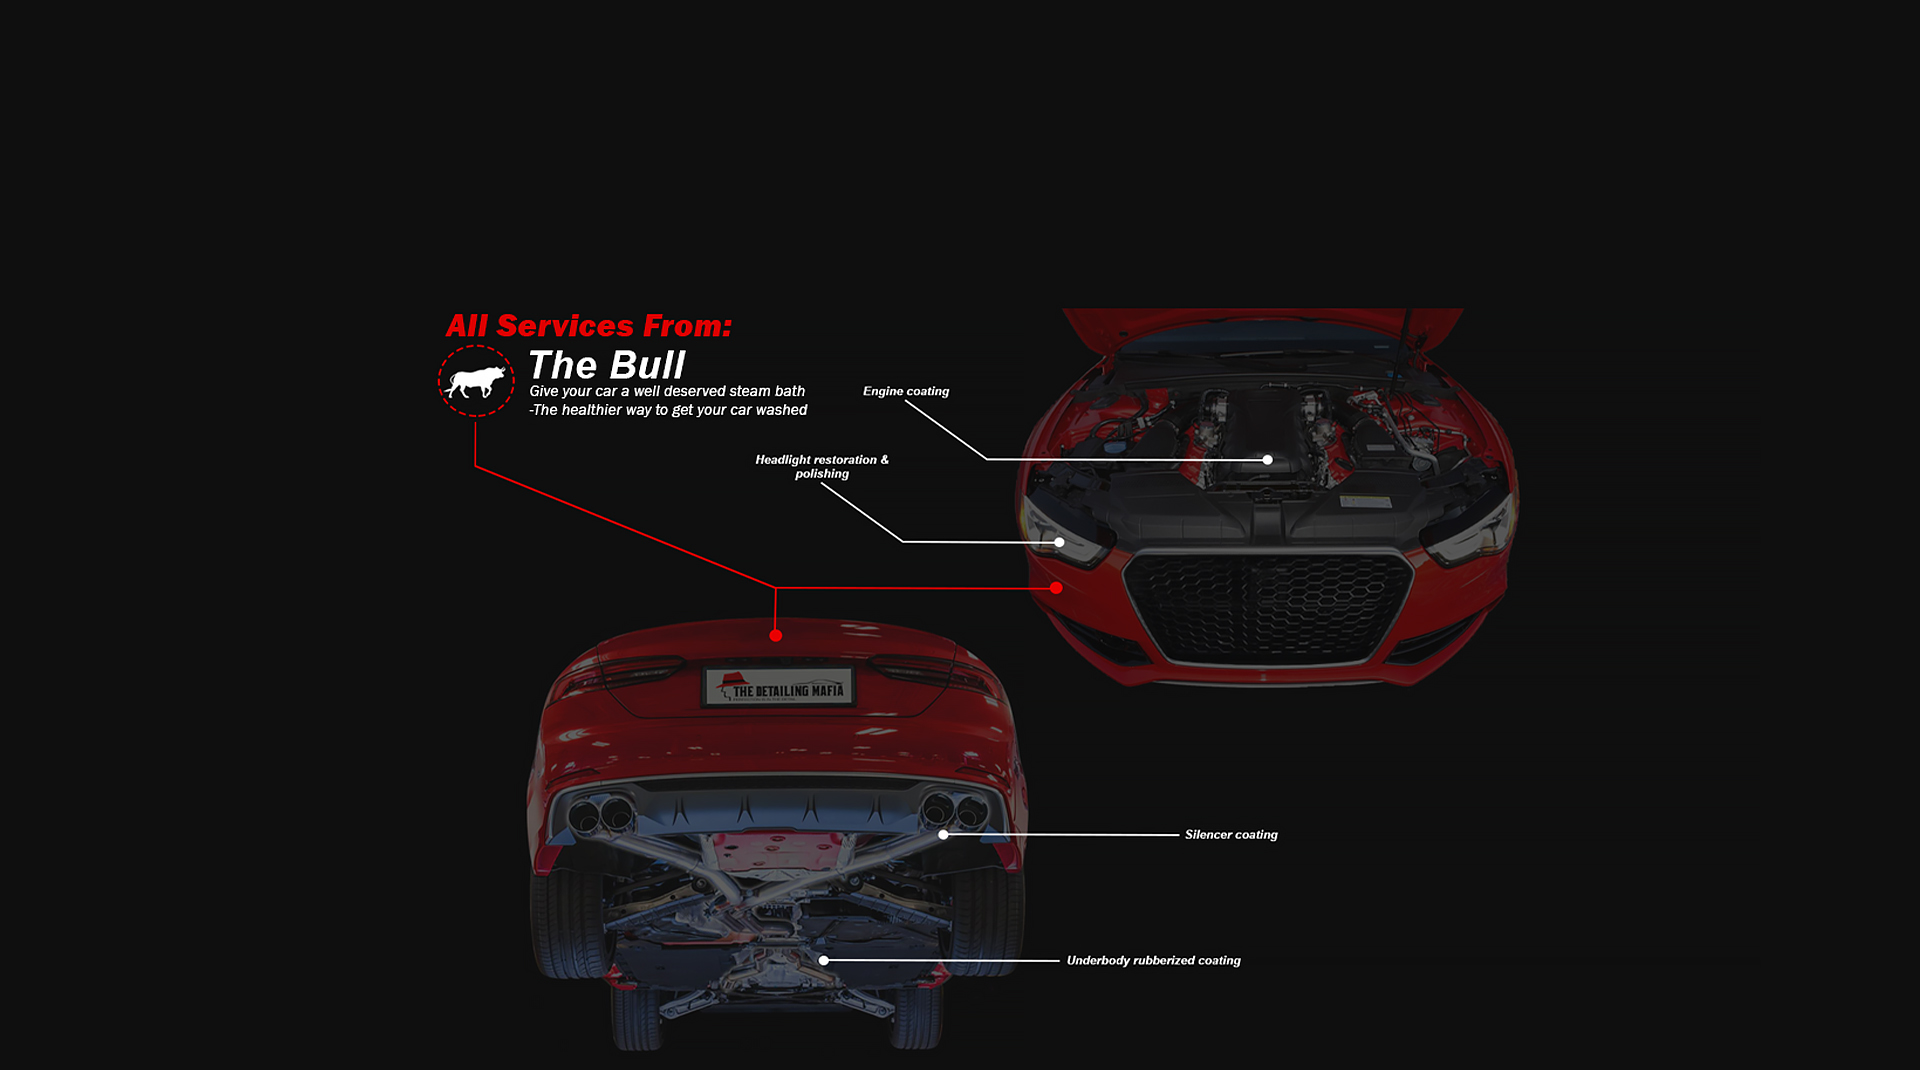 All Services From:
The Bull
Give your car a well deserved steam bath
-The healthier way to get your car washed
Engine coating
Headlight restoration &
polishing
THE DETAILING MAFIA
Silencer coating
Underbody rubberized coating